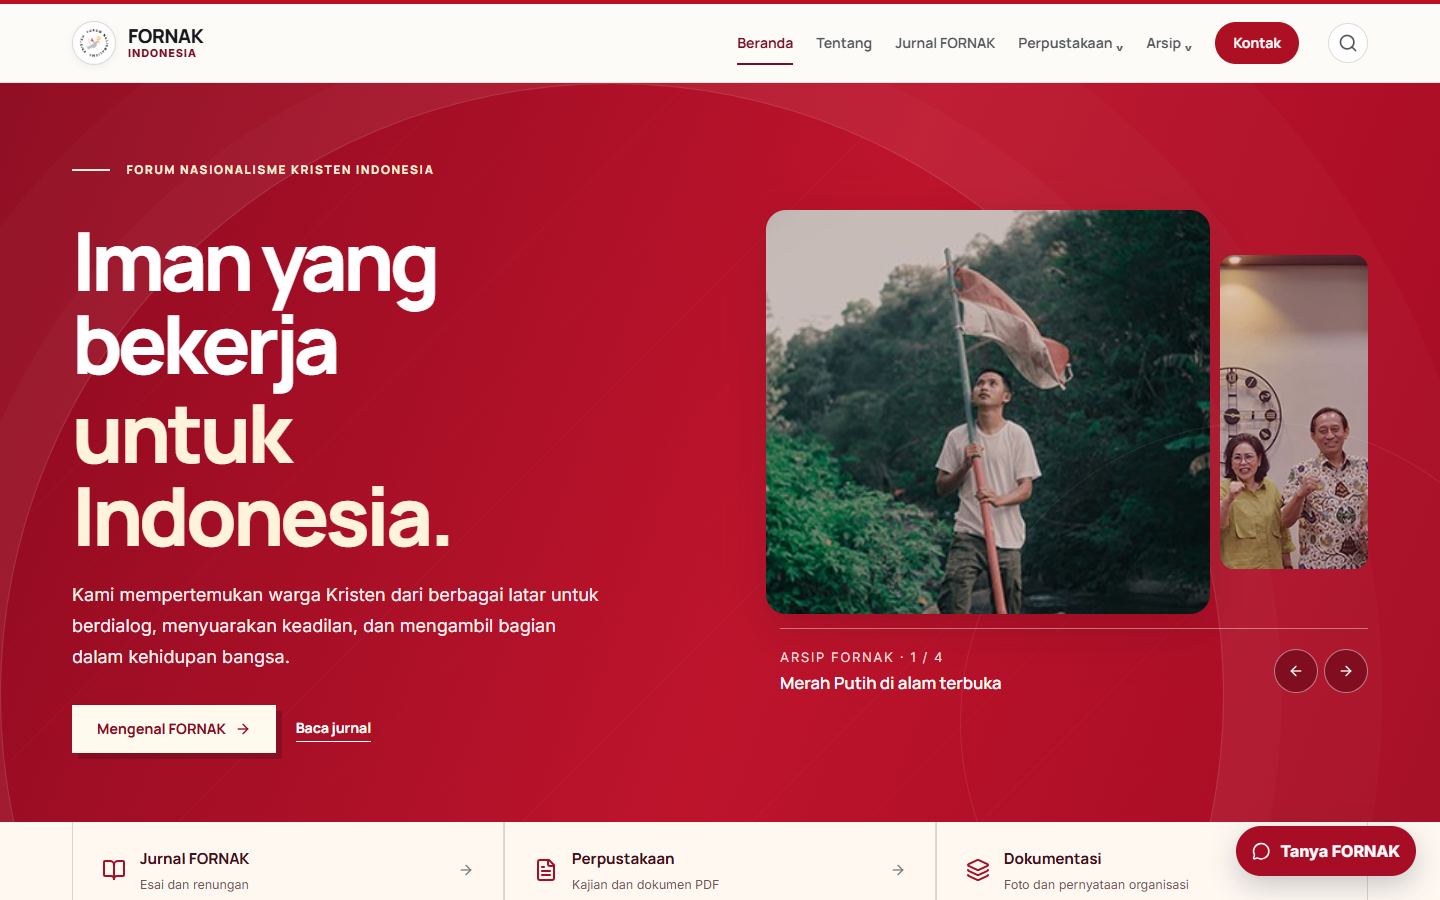 FORNAK
INDONESIA
Beranda
Tentang
Jurnal FORNAK
Perpustakaan
Arsip
Kontak
FORUM NASIONALISME KRISTEN INDONESIA
Iman yang
bekerja
untuk
Indonesia.
Kami mempertemukan warga Kristen dari berbagai latar untuk
berdialog, menyuarakan keadilan, dan mengambil bagian
dalam kehidupan bangsa.
Mengenal FORNAK →
Baca jurnal
ARSIP FORNAK · 1 / 4
Merah Putih di alam terbuka
Jurnal FORNAK
Esai dan renungan
Perpustakaan
Kajian dan dokumen PDF
Dokumentasi
Foto dan pernyataan organisasi
Tanya FORNAK